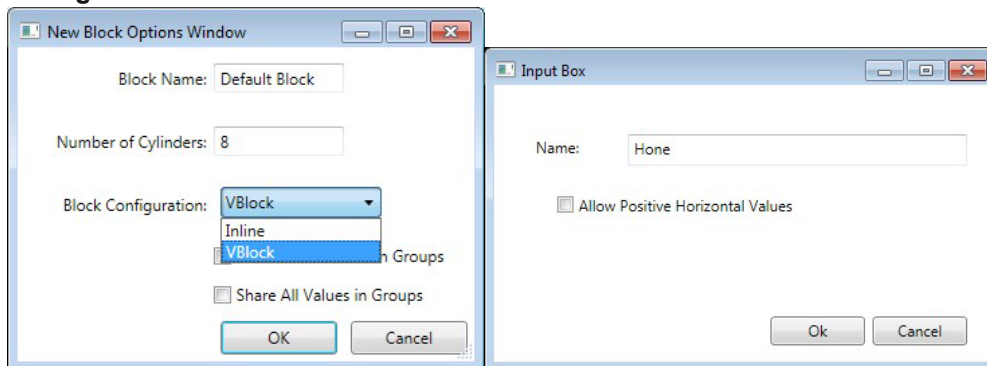 New Block Options Window
Block Name: Default Block
Number of Cylinders: 8
Block Configuration: VBlock
Inline
VBlock
n Groups
Share All Values in Groups
OK Cancel
Input Box
Name: Hone
Allow Positive Horizontal Values
Ok Cancel